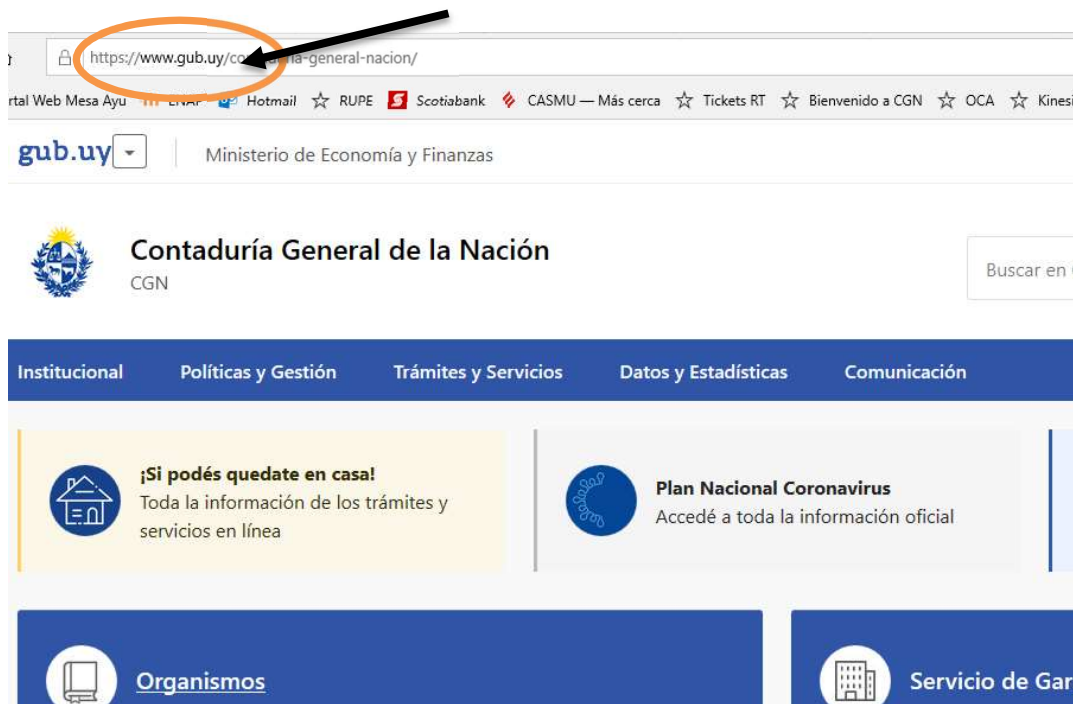 https://www.gub.uy/con a-general-nacion/
rtal Web Mesa Ayu ENAP Hotmail RUPE Scotiabank CASMU — Más cerca Tickets RT Bienvenido a CGN OCA Kinesi
gub.uy Ministerio de Economía y Finanzas
Contaduría General de la Nación
CGN
Buscar en
Institucional Políticas y Gestión Trámites y Servicios Datos y Estadísticas Comunicación
¡Si podés quedate en casa!
Toda la información de los trámites y
servicios en línea
Plan Nacional Coronavirus
Accedé a toda la información oficial
Organismos
Servicio de Gar